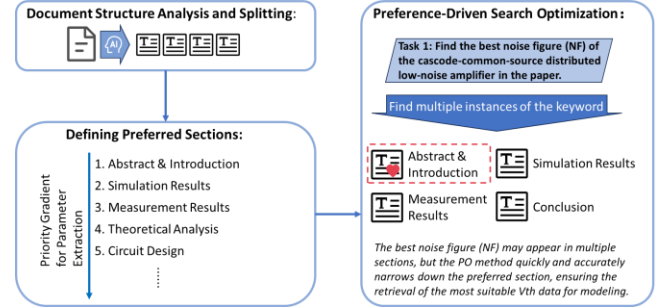 Document Structure Analysis and Splitting:
AI
Defining Preferred Sections:
Priority Gradient
for Parameter
Extraction
1. Abstract & Introduction
2. Simulation Results
3. Measurement Results
4. Theoretical Analysis
5. Circuit Design
......
Preference-Driven Search Optimization:
Task 1: Find the best noise figure (NF) of
the cascode-common-source distributed
low-noise amplifier in the paper.
Find multiple instances of the keyword
Abstract &
Introduction
Simulation Results
Measurement
Results
Conclusion
The best noise figure (NF) may appear in multiple
sections, but the PO method quickly and accurately
narrows down the preferred section, ensuring the
retrieval of the most suitable Vth data for modeling.